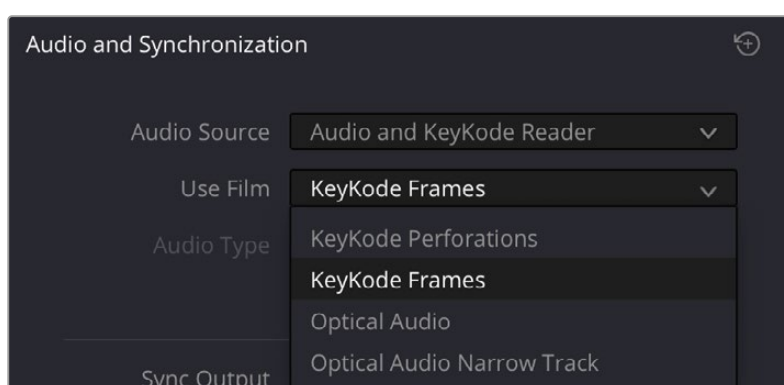 Audio and Synchronization
Audio Source Audio and KeyKode Reader
Use Film KeyKode Frames
Audio Type KeyKode Perforations
KeyKode Frames
Optical Audio
Optical Audio Narrow Track
Sync Output